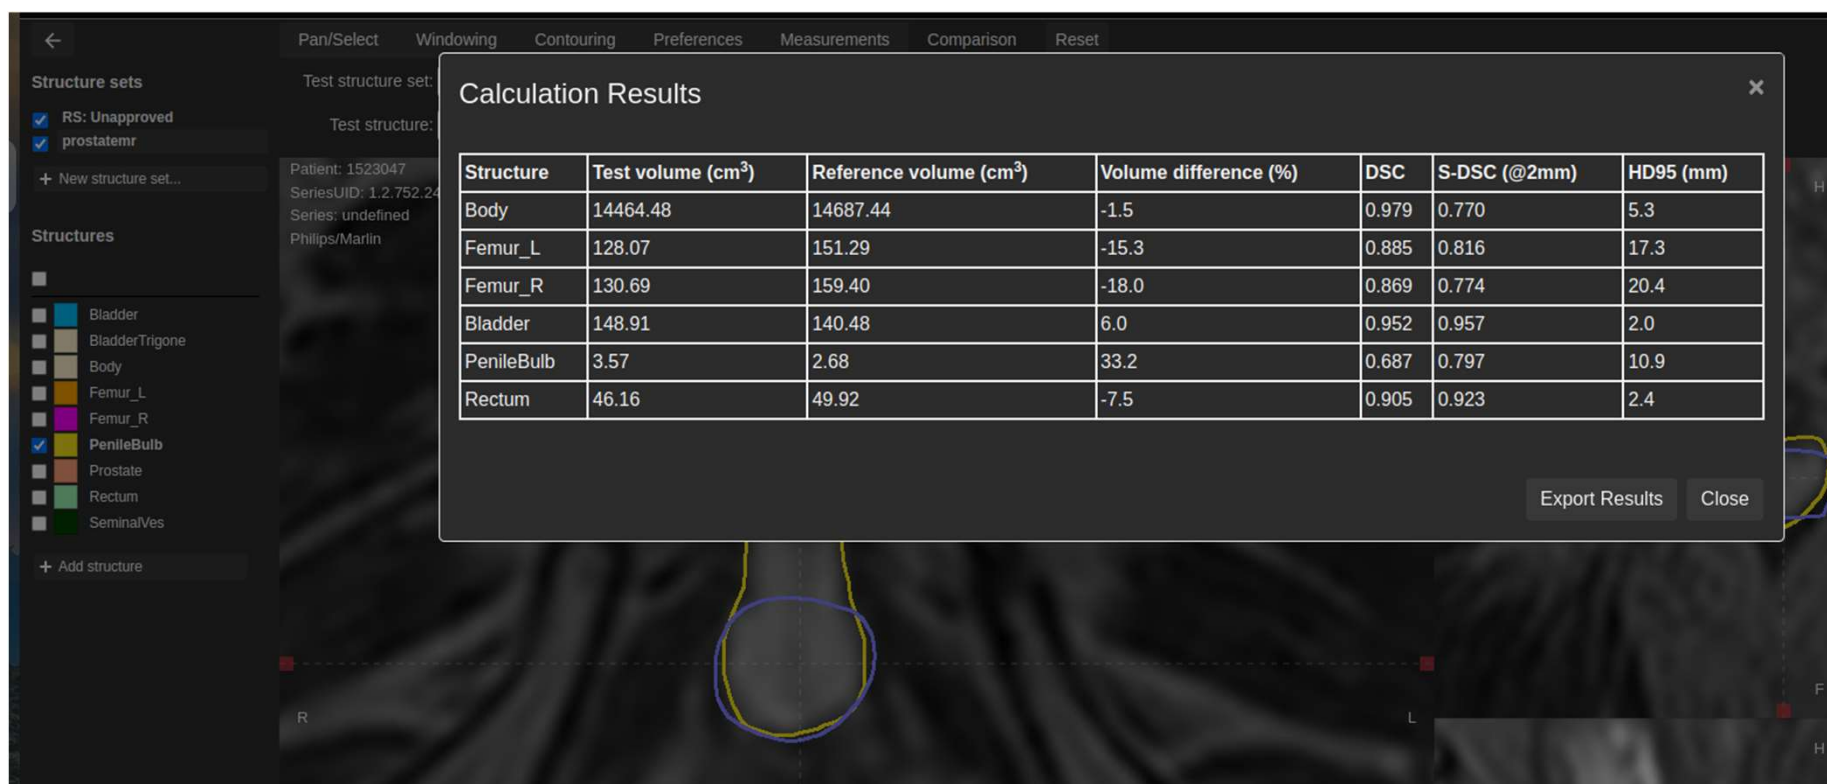 Pan/Select Windowing Contouring Preferences Measurements Comparison Reset
Structure sets
RS: Unapproved
prostatemr
+ New structure set...
Structures
Bladder
BladderTrigone
Body
Femur_L
Femur_R
PenileBulb
Prostate
Rectum
SeminalVes
+ Add structure
Test structure set:
Test structure:
Patient: 1523047
SeriesUID: 1.2.752.24
Series: undefined
Philips/Marlin
Calculation Results
×
Structure Test volume (cm³) Reference volume (cm³) Volume difference (%) DSC S-DSC (@2mm) HD95 (mm)
Body 14464.48 14687.44 -1.5 0.979 0.770 5.3
Femur_L 128.07 151.29 -15.3 0.885 0.816 17.3
Femur_R 130.69 159.40 -18.0 0.869 0.774 20.4
Bladder 148.91 140.48 6.0 0.952 0.957 2.0
PenileBulb 3.57 2.68 33.2 0.687 0.797 10.9
Rectum 46.16 49.92 -7.5 0.905 0.923 2.4
Export Results Close
H
R
L
F
H